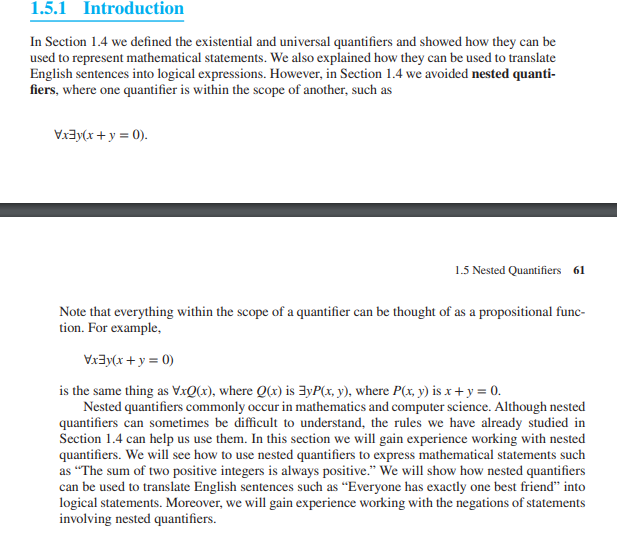 1.5.1 Introduction
In Section 1.4 we defined the existential and universal quantifiers and showed how they can be
used to represent mathematical statements. We also explained how they can be used to translate
English sentences into logical expressions. However, in Section 1.4 we avoided nested quanti-
fiers, where one quantifier is within the scope of another, such as
∀x∃y(x + y = 0).
1.5 Nested Quantifiers 61
Note that everything within the scope of a quantifier can be thought of as a propositional func-
tion. For example,
∀x∃y(x + y = 0)
is the same thing as ∀xQ(x), where Q(x) is ∃yP(x, y), where P(x, y) is x + y = 0.
Nested quantifiers commonly occur in mathematics and computer science. Although nested
quantifiers can sometimes be difficult to understand, the rules we have already studied in
Section 1.4 can help us use them. In this section we will gain experience working with nested
quantifiers. We will see how to use nested quantifiers to express mathematical statements such
as “The sum of two positive integers is always positive.” We will show how nested quantifiers
can be used to translate English sentences such as “Everyone has exactly one best friend” into
logical statements. Moreover, we will gain experience working with the negations of statements
involving nested quantifiers.